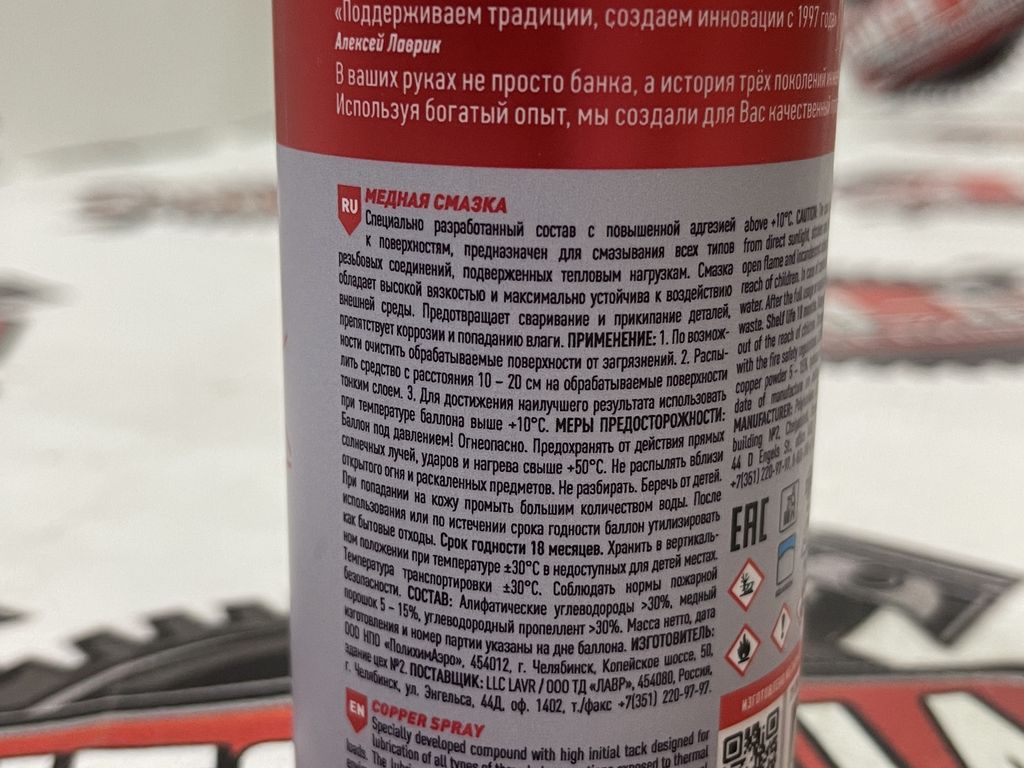 «Поддерживаем традиции, создаем инновации с 1997 года»
Алексей Лаврик
В ваших руках не просто банка, а история трёх поколений
Используя богатый опыт, мы создали для Вас качественный
RU
МЕДНАЯ СМАЗКА
Специально разработанный состав с повышенной адгезией
к поверхностям, предназначен для смазывания всех типов
резьбовых соединений, подверженных тепловым нагрузкам. Смазка
обладает высокой вязкостью и максимально устойчива к воздействию
внешней среды. Предотвращает сваривание и прикипание деталей,
препятствует коррозии и попаданию влаги. ПРИМЕНЕНИЕ: 1. По возмож-
ности очистить обрабатываемые поверхности от загрязнений. 2. Распы-
лить средство с расстояния 10 – 20 см на обрабатываемые поверхности
тонким слоем. 3. Для достижения наилучшего результата использовать
при температуре баллона выше +10°С. МЕРЫ ПРЕДОСТОРОЖНОСТИ:
Баллон под давлением! Огнеопасно. Предохранять от действия прямых
солнечных лучей, ударов и нагрева свыше +50°С. Не распылять вблизи
открытого огня и раскаленных предметов. Не разбирать. Беречь от детей.
При попадании на кожу промыть большим количеством воды. После
использования или по истечении срока годности баллон утилизировать
как бытовые отходы. Срок годности 18 месяцев. Хранить в вертикаль-
ном положении при температуре ±30°С в недоступных для детей местах.
Температура транспортировки ±30°С. Соблюдать нормы пожарной
безопасности. СОСТАВ: Алифатические углеводороды >30%, медный
порошок 5 – 15%, углеводородный пропеллент >30%. Масса нетто, дата
изготовления и номер партии указаны на дне баллона. ИЗГОТОВИТЕЛЬ:
ООО НПО «ПолихимАэро», 454012, г. Челябинск, Копейское шоссе, 50,
здание цех №2. ПОСТАВЩИК: LLC LAVR / ООО ТД «ЛАВР», 454080, Россия,
г. Челябинск, ул. Энгельса, 44Д, оф. 1402, т./факс +7(351) 220-97-97.
EN
COPPER SPRAY
Specially developed compound with high initial tack designed for
lubrication of all types of exposed to thermal
loads. The
above +10°C. CAUTION:
from direct sunlight,
open flame and
reach of children. In case
water. After the full
waste. Shelf life 18
out of the reach of
with the fire safety
copper powder 5 – 15%,
date of manufacture
MANUFACTURER:
building №2.
44 D Engels St.,
+7(351) 220-97-97.
EAC
ИЗГОТОВЛЕНО